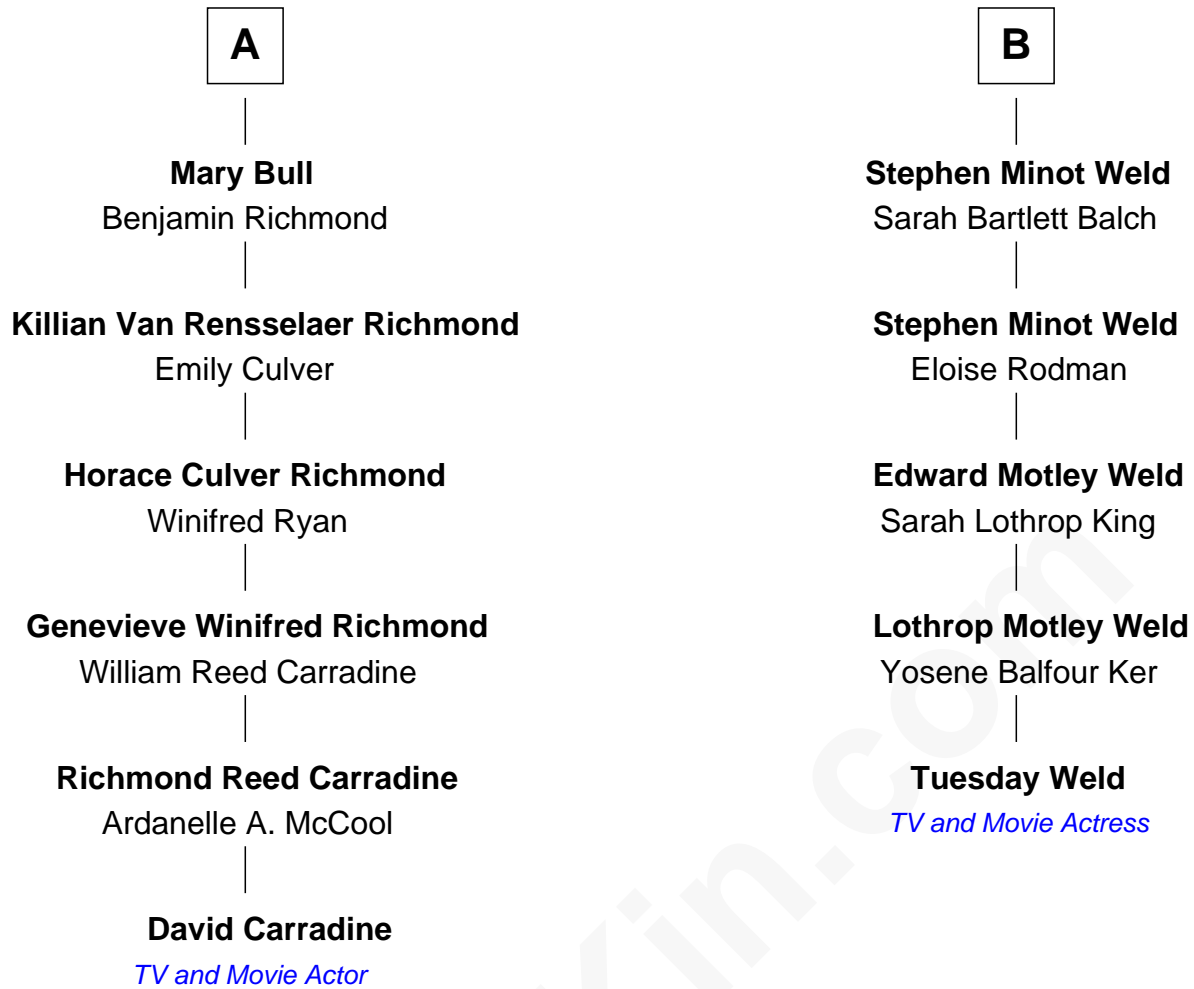 A
Mary Bull
Benjamin Richmond
Killian Van Rensselaer Richmond
Emily Culver
Horace Culver Richmond
Winifred Ryan
Genevieve Winifred Richmond
William Reed Carradine
Richmond Reed Carradine
Ardanelle A. McCool
David Carradine
TV and Movie Actor
B
Stephen Minot Weld
Sarah Bartlett Balch
Stephen Minot Weld
Eloise Rodman
Edward Motley Weld
Sarah Lothrop King
Lothrop Motley Weld
Yosene Balfour Ker
Tuesday Weld
TV and Movie Actress